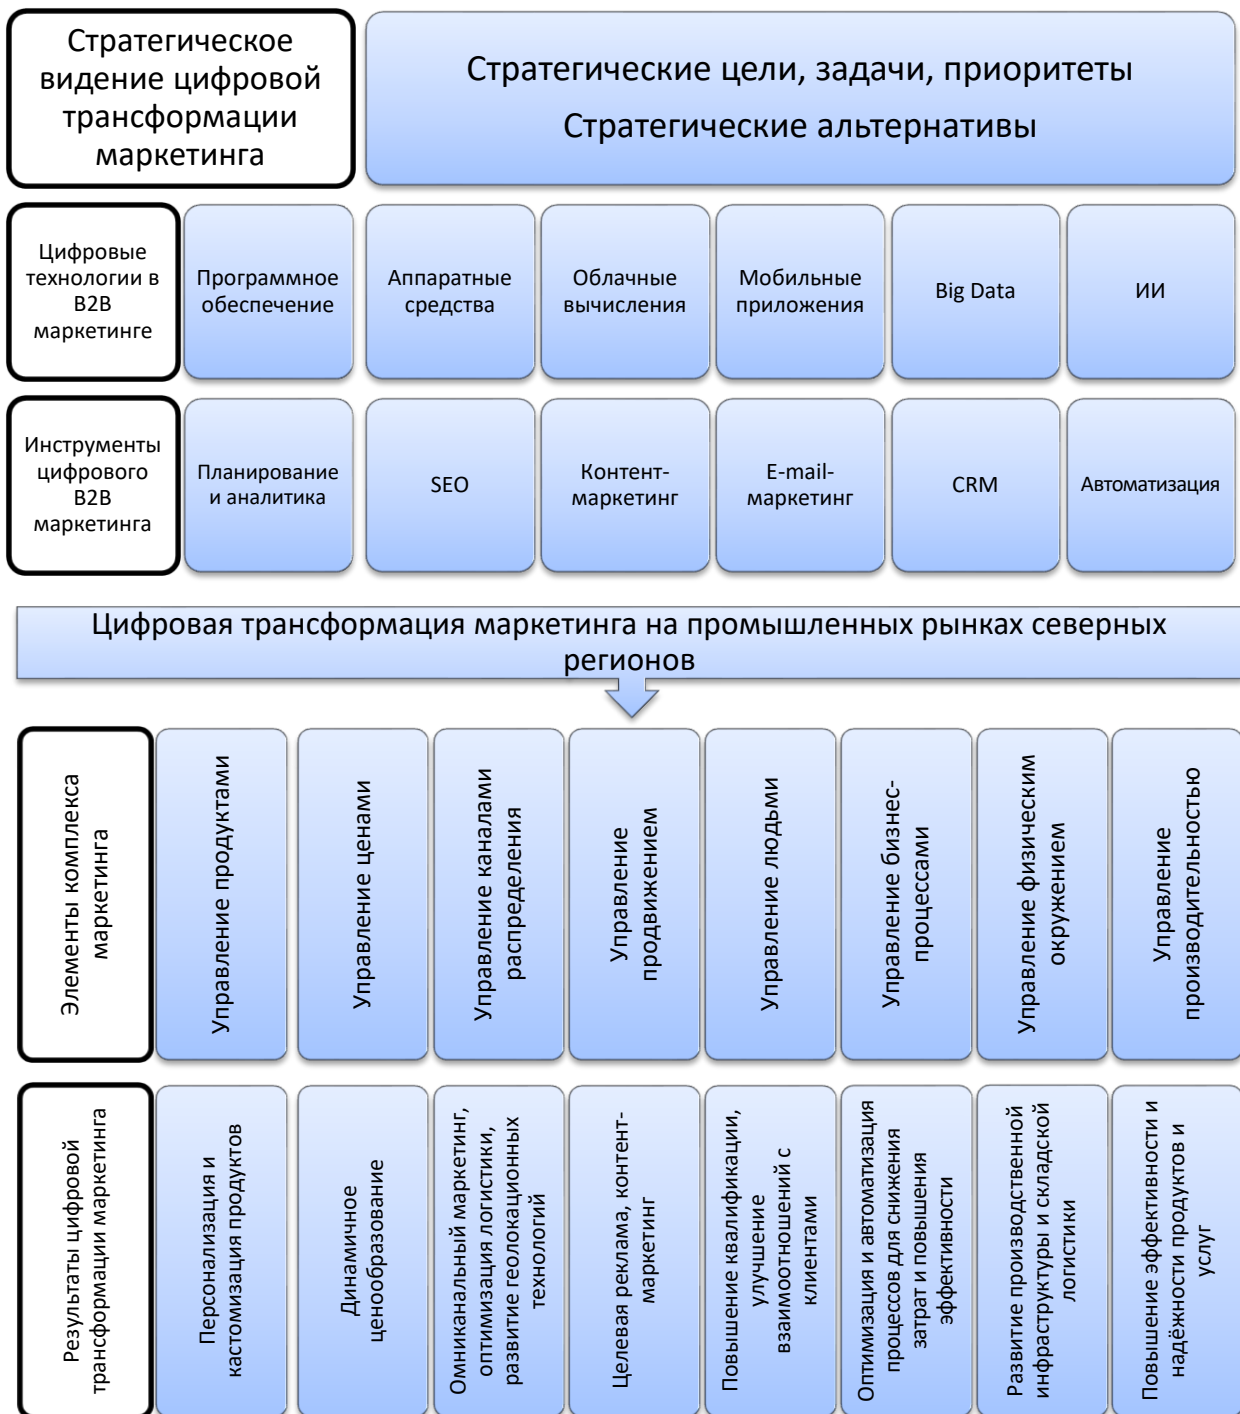 Стратегическое
видение цифровой
трансформации
маркетинга
Стратегические цели, задачи, приоритеты
Стратегические альтернативы
Цифровые
технологии в
B2B
маркетинге
Программное
обеспечение
Аппаратные
средства
Облачные
вычисления
Мобильные
приложения
Big Data
ИИ
Инструменты
цифрового
B2B
маркетинга
Планирование
и аналитика
SEO
Контент-
маркетинг
E-mail-
маркетинг
CRM
Автоматизация
Цифровая трансформация маркетинга на промышленных рынках северных
регионов
Элементы комплекса
маркетинга
Управление продуктами
Управление ценами
Управление каналами
распределения
Управление
продвижением
Управление людьми
Управление бизнес-
процессами
Управление физическим
окружением
Управление
производительностью
Результаты цифровой
трансформации маркетинга
Персонализация и
кастомизация продуктов
Динамичное
ценообразование
Омниканальный маркетинг,
оптимизация логистики,
развитие геолокационных
технологий
Целевая реклама, контент-
маркетинг
Повышение квалификации,
улучшение
взаимоотношений с
клиентами
Оптимизация и автоматизация
процессов для снижения
затрат и повышения
эффективности
Развитие производственной
инфраструктуры и складской
логистики
Повышение эффективности и
надёжности продуктов и
услуг